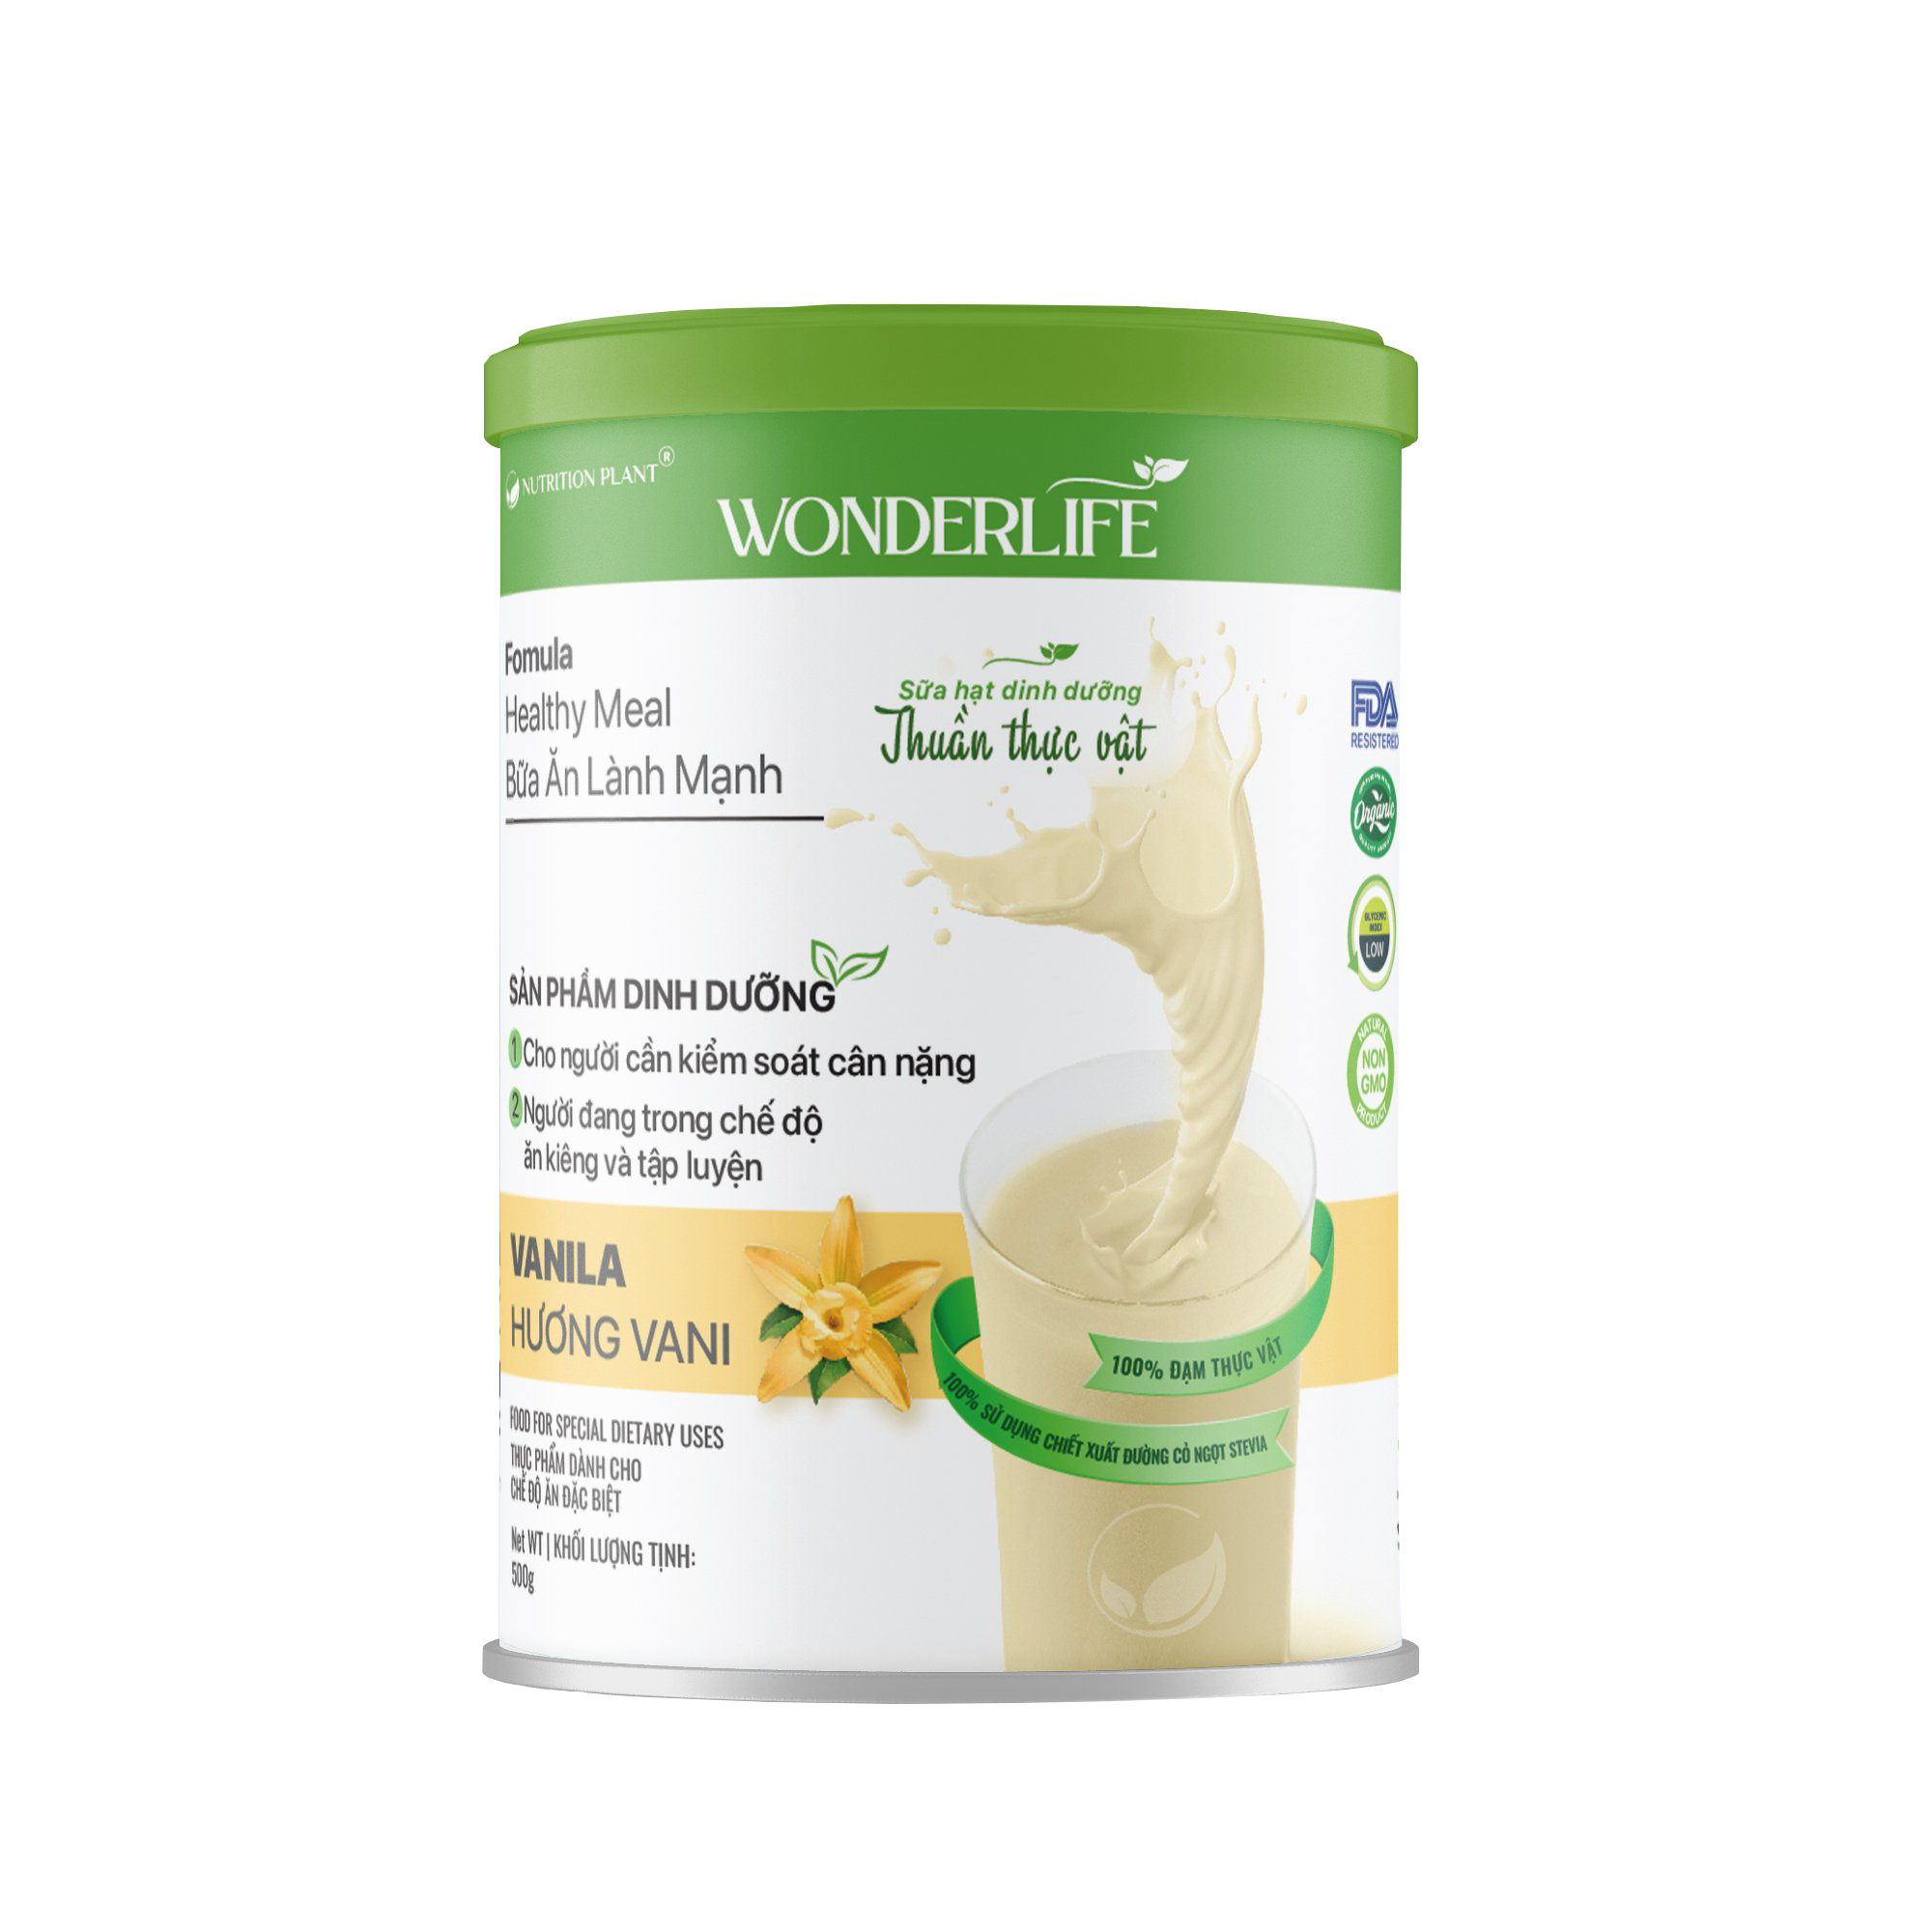 NUTRITION PLANT®
WONDERLIFE
Fomula
Healthy Meal
Bữa Ăn Lành Mạnh
Sữa hạt dinh dưỡng
Thuần thực vật
FDA
RESISTERED
Organic
GLYCEMIC
INDEX
LOW
NATURAL
NON
GMO
PRODUCT
SẢN PHẨM DINH DƯỠNG
1 Cho người cần kiểm soát cân nặng
2 Người đang trong chế độ
ăn kiêng và tập luyện
VANILA
HƯƠNG VANI
100% ĐẠM THỰC VẬT
100% SỬ DỤNG CHIẾT XUẤT ĐƯỜNG CỎ NGỌT STEVIA
FOOD FOR SPECIAL DIETARY USES
THỰC PHẨM DÀNH CHO
CHẾ ĐỘ ĂN ĐẶC BIỆT
Net WT | KHỐI LƯỢNG TỊNH:
500g